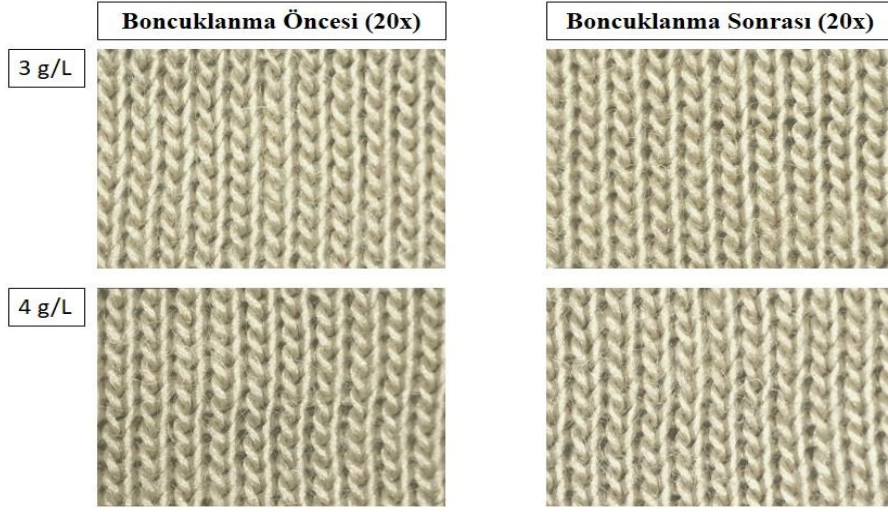 Boncuklanma Öncesi (20x)
Boncuklanma Sonrası (20x)
3 g/L
4 g/L